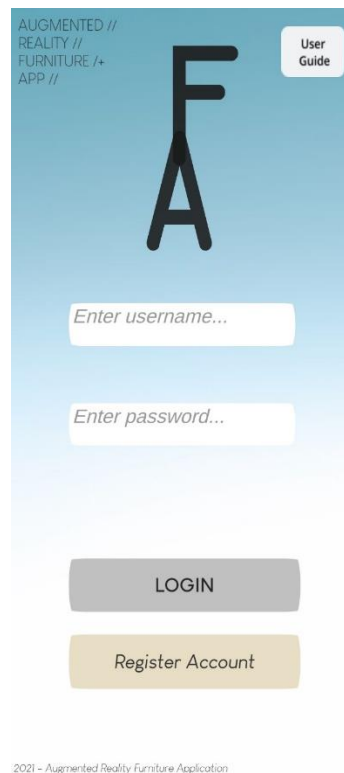 AUGMENTED //
REALITY //
FURNITURE /+
APP //
User
Guide
F
A
Enter username...
Enter password...
LOGIN
Register Account
2021 - Augmented Reality Furniture Application